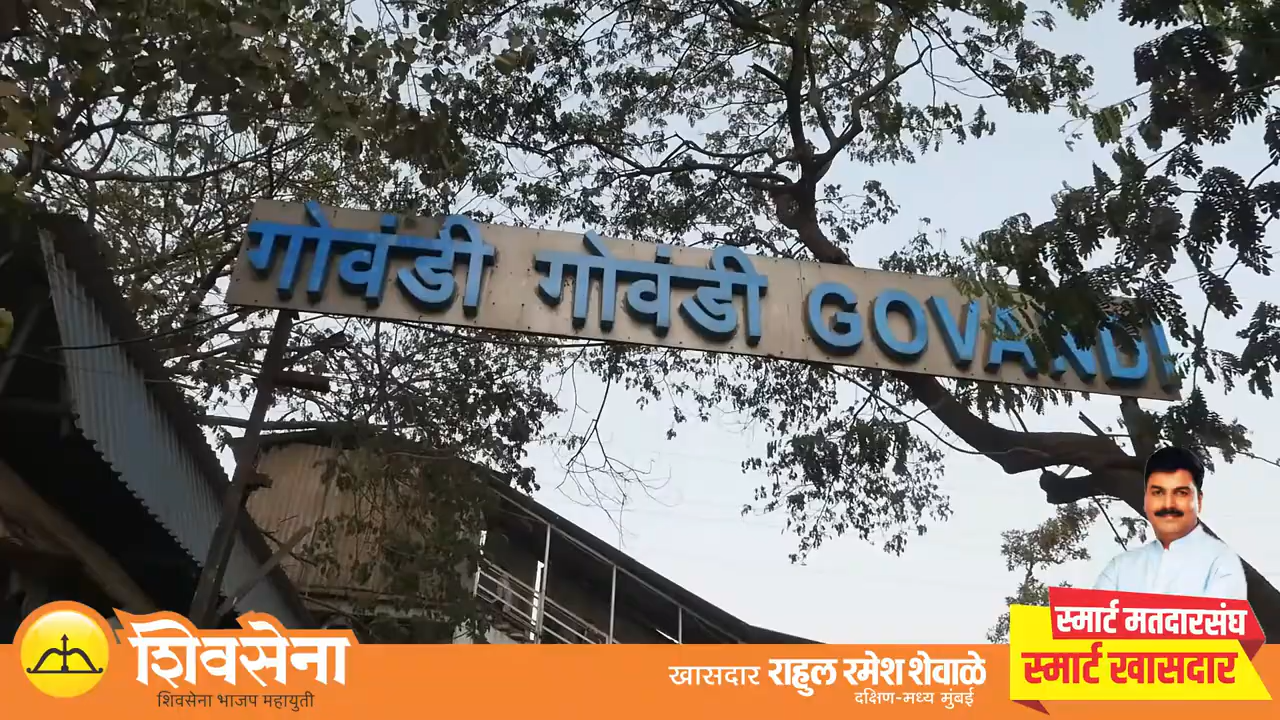 गोवंडी गोवंडी GOVANDI
शिवसेना
शिवसेना भाजप महायुती
खासदार राहुल रमेश शेवाळे
दक्षिण-मध्य मुंबई
स्मार्ट मतदारसंघ
स्मार्ट खासदार